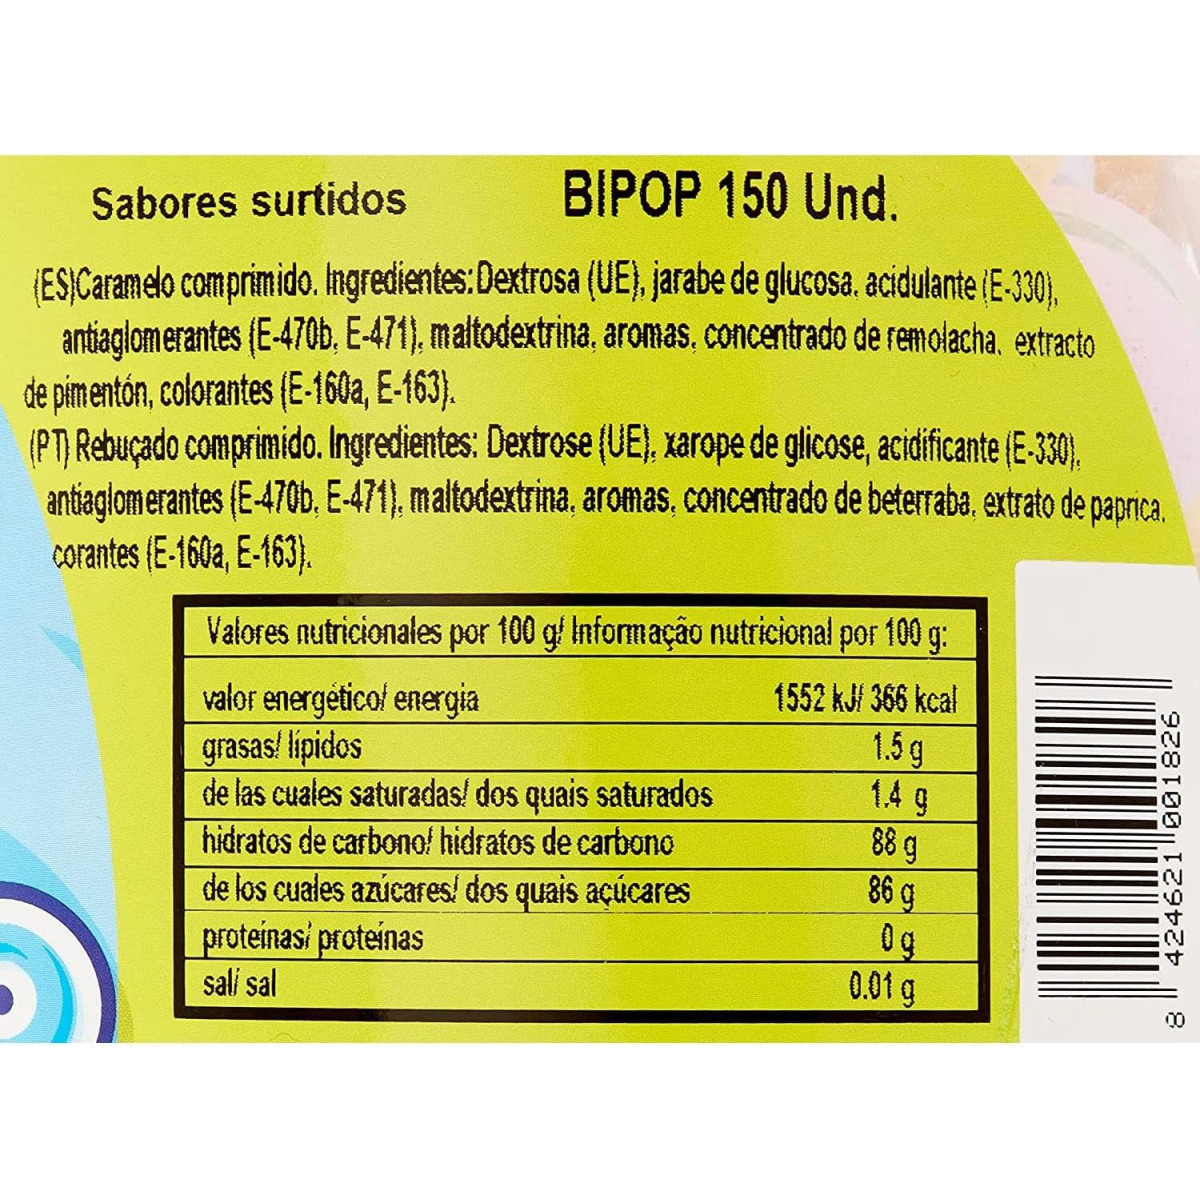 Sabores surtidos
BIPOP 150 Und.
(ES)Caramelo comprimido. Ingredientes: Dextrosa (UE), jarabe de glucosa, acidulante (E-330),
antiaglomerantes (E-470b, E-471), maltodextrina, aromas, concentrado de remolacha, extracto
de pimentón, colorantes (E-160a, E-163).
(PT) Rebuçado comprimido. Ingredientes: Dextrose (UE), xarope de glicose, acidificante (E-330),
antiaglomerantes (E-470b, E-471), maltodextrina, aromas, concentrado de beterraba, extrato de paprica,
corantes (E-160a, E-163).
Valores nutricionales por 100 g/ Informação nutricional por 100 g:
valor energético/ energia 1552 kJ/ 366 kcal
grasas/ lípidos 1.5 g
de las cuales saturadas/ dos quais saturados 1.4 g
hidratos de carbono/ hidratos de carbono 88 g
de los cuales azúcares/ dos quais açúcares 86 g
proteínas/ proteínas 0 g
sal/ sal 0.01 g
8 424621 001826